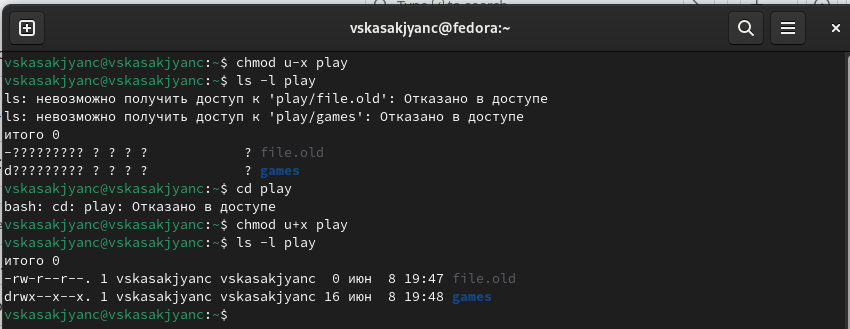 vskasakjyanc@fedora:~
vskasakjyanc@vskasakjyanc:~$ chmod u-x play
vskasakjyanc@vskasakjyanc:~$ ls -l play
ls: невозможно получить доступ к 'play/file.old': Отказано в доступе
ls: невозможно получить доступ к 'play/games': Отказано в доступе
итого 0
-????????? ? ? ? ?            ? file.old
d????????? ? ? ? ?            ? games
vskasakjyanc@vskasakjyanc:~$ cd play
bash: cd: play: Отказано в доступе
vskasakjyanc@vskasakjyanc:~$ chmod u+x play
vskasakjyanc@vskasakjyanc:~$ ls -l play
итого 0
-rw-r--r--. 1 vskasakjyanc vskasakjyanc  0 июн  8 19:47 file.old
drwx--x--x. 1 vskasakjyanc vskasakjyanc 16 июн  8 19:48 games
vskasakjyanc@vskasakjyanc:~$